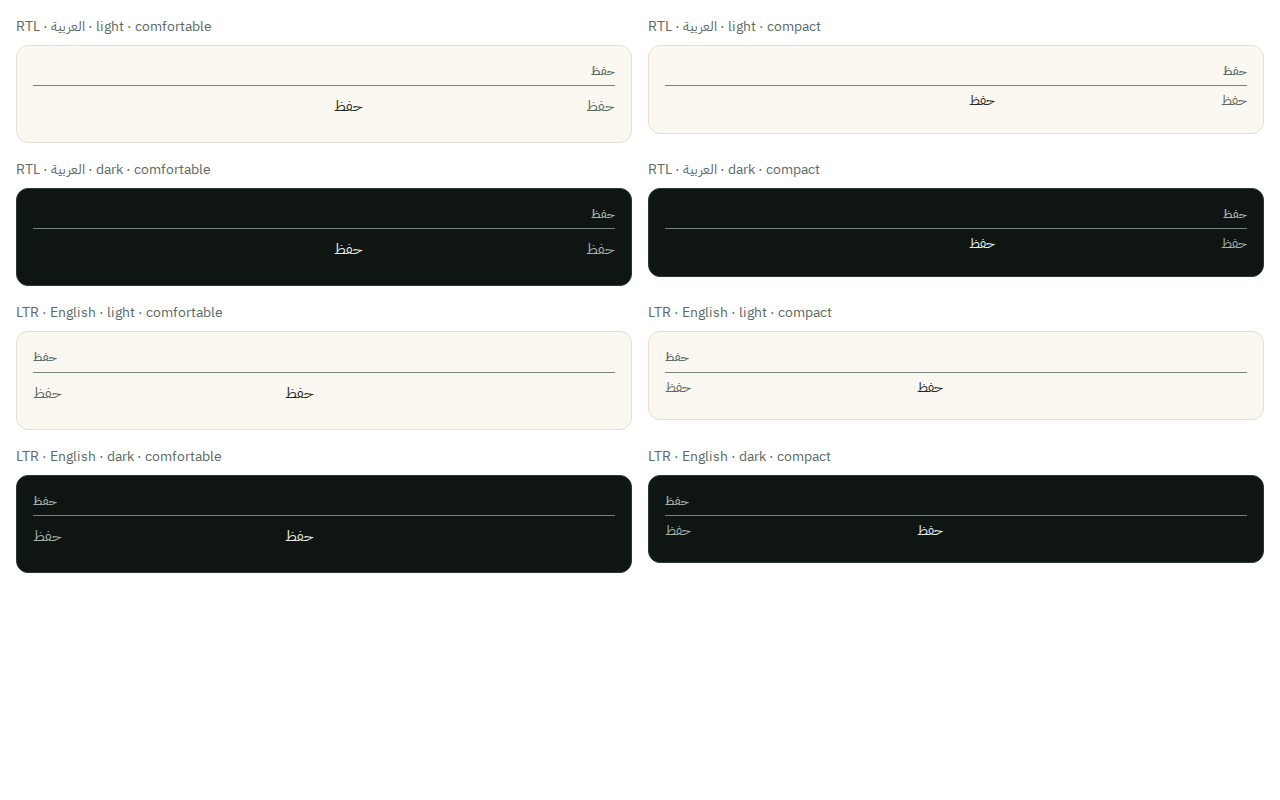 RTL · العربية · light · comfortable
حفظ
حفظ حفظ
RTL · العربية · light · compact
حفظ
حفظ حفظ
RTL · العربية · dark · comfortable
حفظ
حفظ حفظ
RTL · العربية · dark · compact
حفظ
حفظ حفظ
LTR · English · light · comfortable
حفظ
حفظ حفظ
LTR · English · light · compact
حفظ
حفظ حفظ
LTR · English · dark · comfortable
حفظ
حفظ حفظ
LTR · English · dark · compact
حفظ
حفظ حفظ